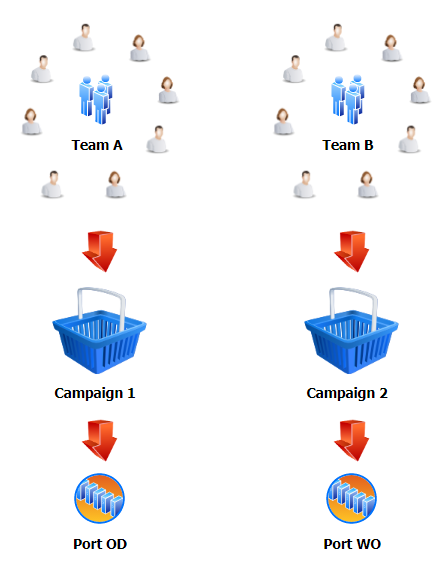 Team A
Team B
Campaign 1
Campaign 2
Port OD
Port WO